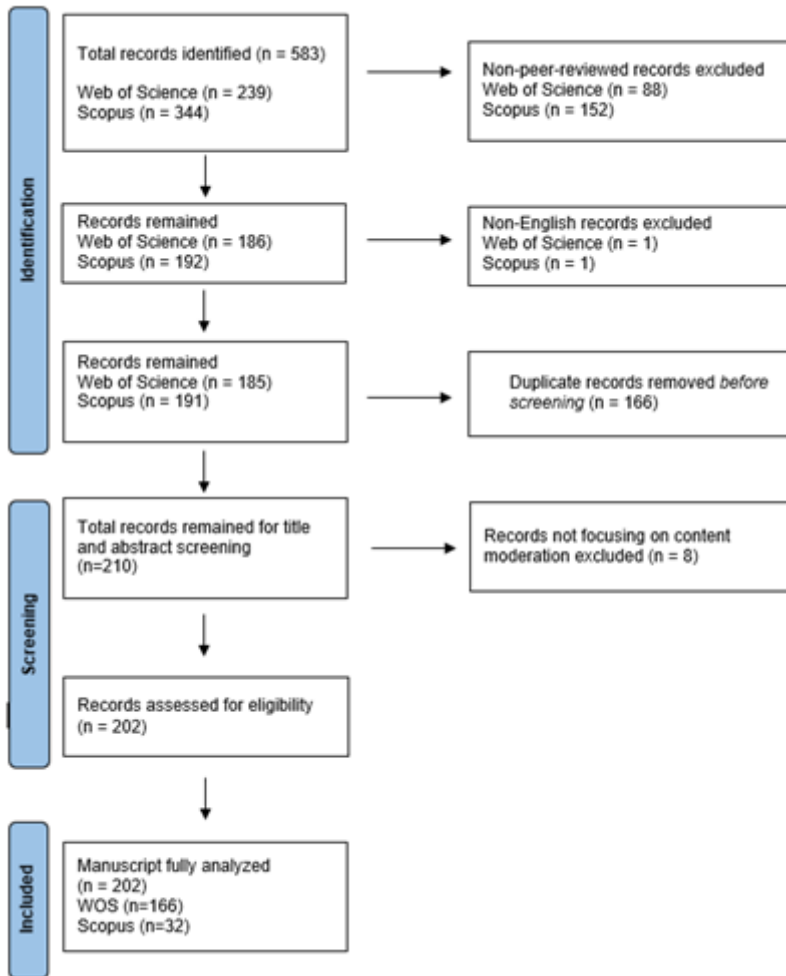 Identification
Total records identified (n = 583)
Web of Science (n = 239)
Scopus (n = 344)
Non-peer-reviewed records excluded
Web of Science (n = 88)
Scopus (n = 152)
Records remained
Web of Science (n = 186)
Scopus (n = 192)
Non-English records excluded
Web of Science (n = 1)
Scopus (n = 1)
Records remained
Web of Science (n = 185)
Scopus (n = 191)
Duplicate records removed before
screening (n = 166)
Screening
Total records remained for title
and abstract screening
(n=210)
Records not focusing on content
moderation excluded (n = 8)
Records assessed for eligibility
(n = 202)
Included
Manuscript fully analyzed
(n = 202)
WOS (n=166)
Scopus (n=32)